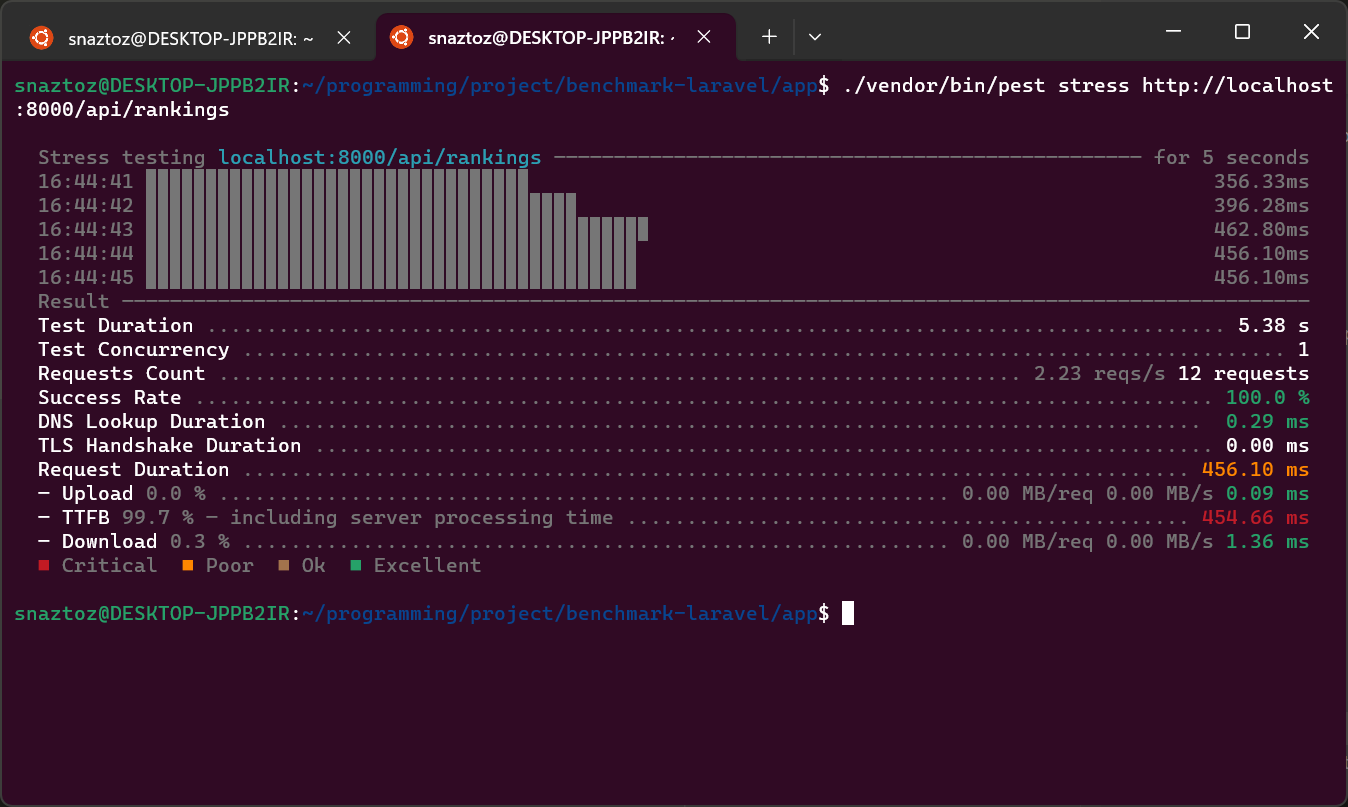 snaztoz@DESKTOP-JPPB2IR: ~
snaztoz@DESKTOP-JPPB2IR: ~
snaztoz@DESKTOP-JPPB2IR:~/programming/project/benchmark-laravel/app$ ./vendor/bin/pest stress http://localhost
:8000/api/rankings
Stress testing localhost:8000/api/rankings ───────────────────────────────────────────────── for 5 seconds
16:44:41 356.33ms
16:44:42 396.28ms
16:44:43 462.80ms
16:44:44 456.10ms
16:44:45 456.10ms
Result ───────────────────────────────────────────────────────────────────────────────────────────────────
Test Duration ..................................................................................... 5.38 s
Test Concurrency ....................................................................................... 1
Requests Count ................................................................... 2.23 reqs/s 12 requests
Success Rate ..................................................................................... 100.0 %
DNS Lookup Duration ............................................................................. 0.29 ms
TLS Handshake Duration .......................................................................... 0.00 ms
Request Duration ............................................................................... 456.10 ms
— Upload 0.0 % ............................................................. 0.00 MB/req 0.00 MB/s 0.09 ms
— TTFB 99.7 % — including server processing time ............................................... 454.66 ms
— Download 0.3 % ........................................................... 0.00 MB/req 0.00 MB/s 1.36 ms
■ Critical ■ Poor ■ Ok ■ Excellent
snaztoz@DESKTOP-JPPB2IR:~/programming/project/benchmark-laravel/app$